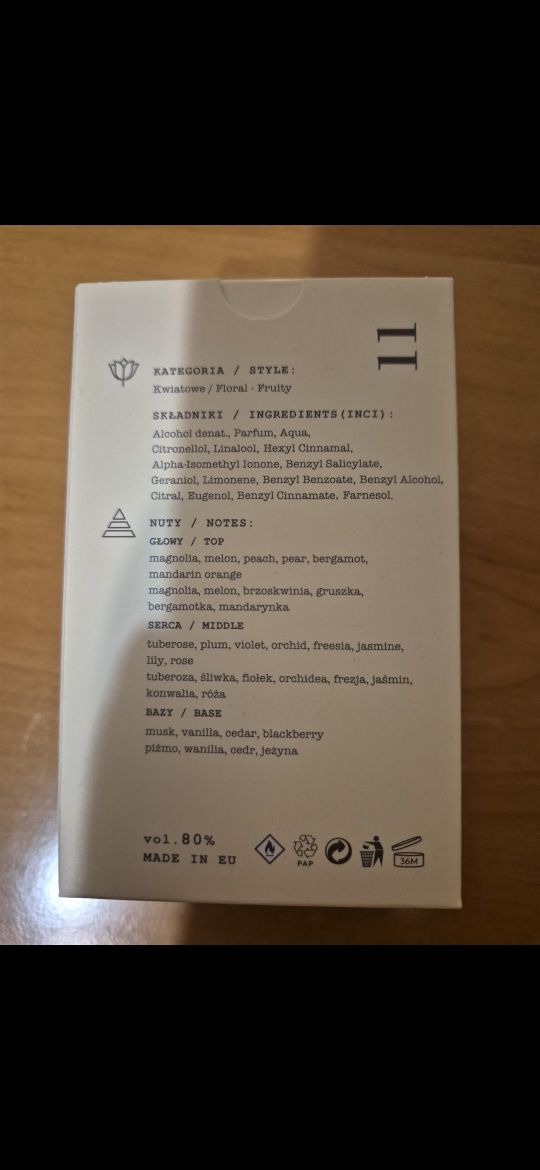 11
KATEGORIA / STYLE:
Kwiatowe / Floral - Fruity
SKŁADNIKI / INGREDIENTS(INCI):
Alcohol denat., Parfum, Aqua,
Citronellol, Linalool, Hexyl Cinnamal,
Alpha-Isomethyl Ionone, Benzyl Salicylate,
Geraniol, Limonene, Benzyl Benzoate, Benzyl Alcohol,
Citral, Eugenol, Benzyl Cinnamate, Farnesol.
NUTY / NOTES:
GŁOWY / TOP
magnolia, melon, peach, pear, bergamot,
mandarin orange
magnolia, melon, brzoskwinia, gruszka,
bergamotka, mandarynka
SERCA / MIDDLE
tuberose, plum, violet, orchid, freesia, jasmine,
lily, rose
tuberoza, śliwka, fiołek, orchidea, frezja, jaśmin,
konwalia, róża
BAZY / BASE
musk, vanilla, cedar, blackberry
piżmo, wanilia, cedr, jeżyna
vol.80%
MADE IN EU
PAP
36M